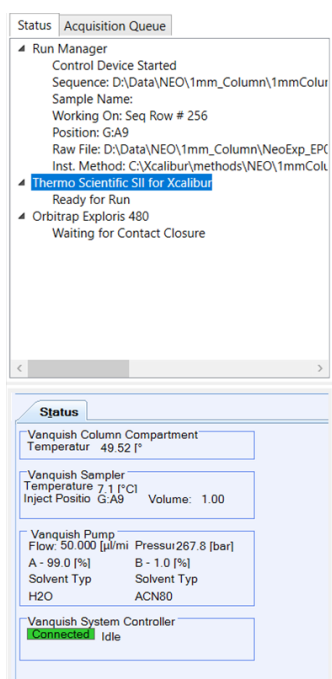 Status Acquisition Queue
Run Manager
Control Device Started
Sequence: D:\Data\NEO\1mm_Column\1mmColur
Sample Name:
Working On: Seq Row # 256
Position: G:A9
Raw File: D:\Data\NEO\1mm_Column\NeoExp_EP0
Inst. Method: C:\Xcalibur\methods\NEO\1mmColu
Thermo Scientific SII for Xcalibur
Ready for Run
Orbitrap Exploris 480
Waiting for Contact Closure
Status
Vanquish Column Compartment
Temperatur 49.52 [°
Vanquish Sampler
Temperature 7.1 [°C]
Inject Positio G:A9 Volume: 1.00
Vanquish Pump
Flow: 50.000 [µl/mi Pressur 267.8 [bar]
A - 99.0 [%] B - 1.0 [%]
Solvent Typ Solvent Typ
H2O ACN80
Vanquish System Controller
Connected Idle